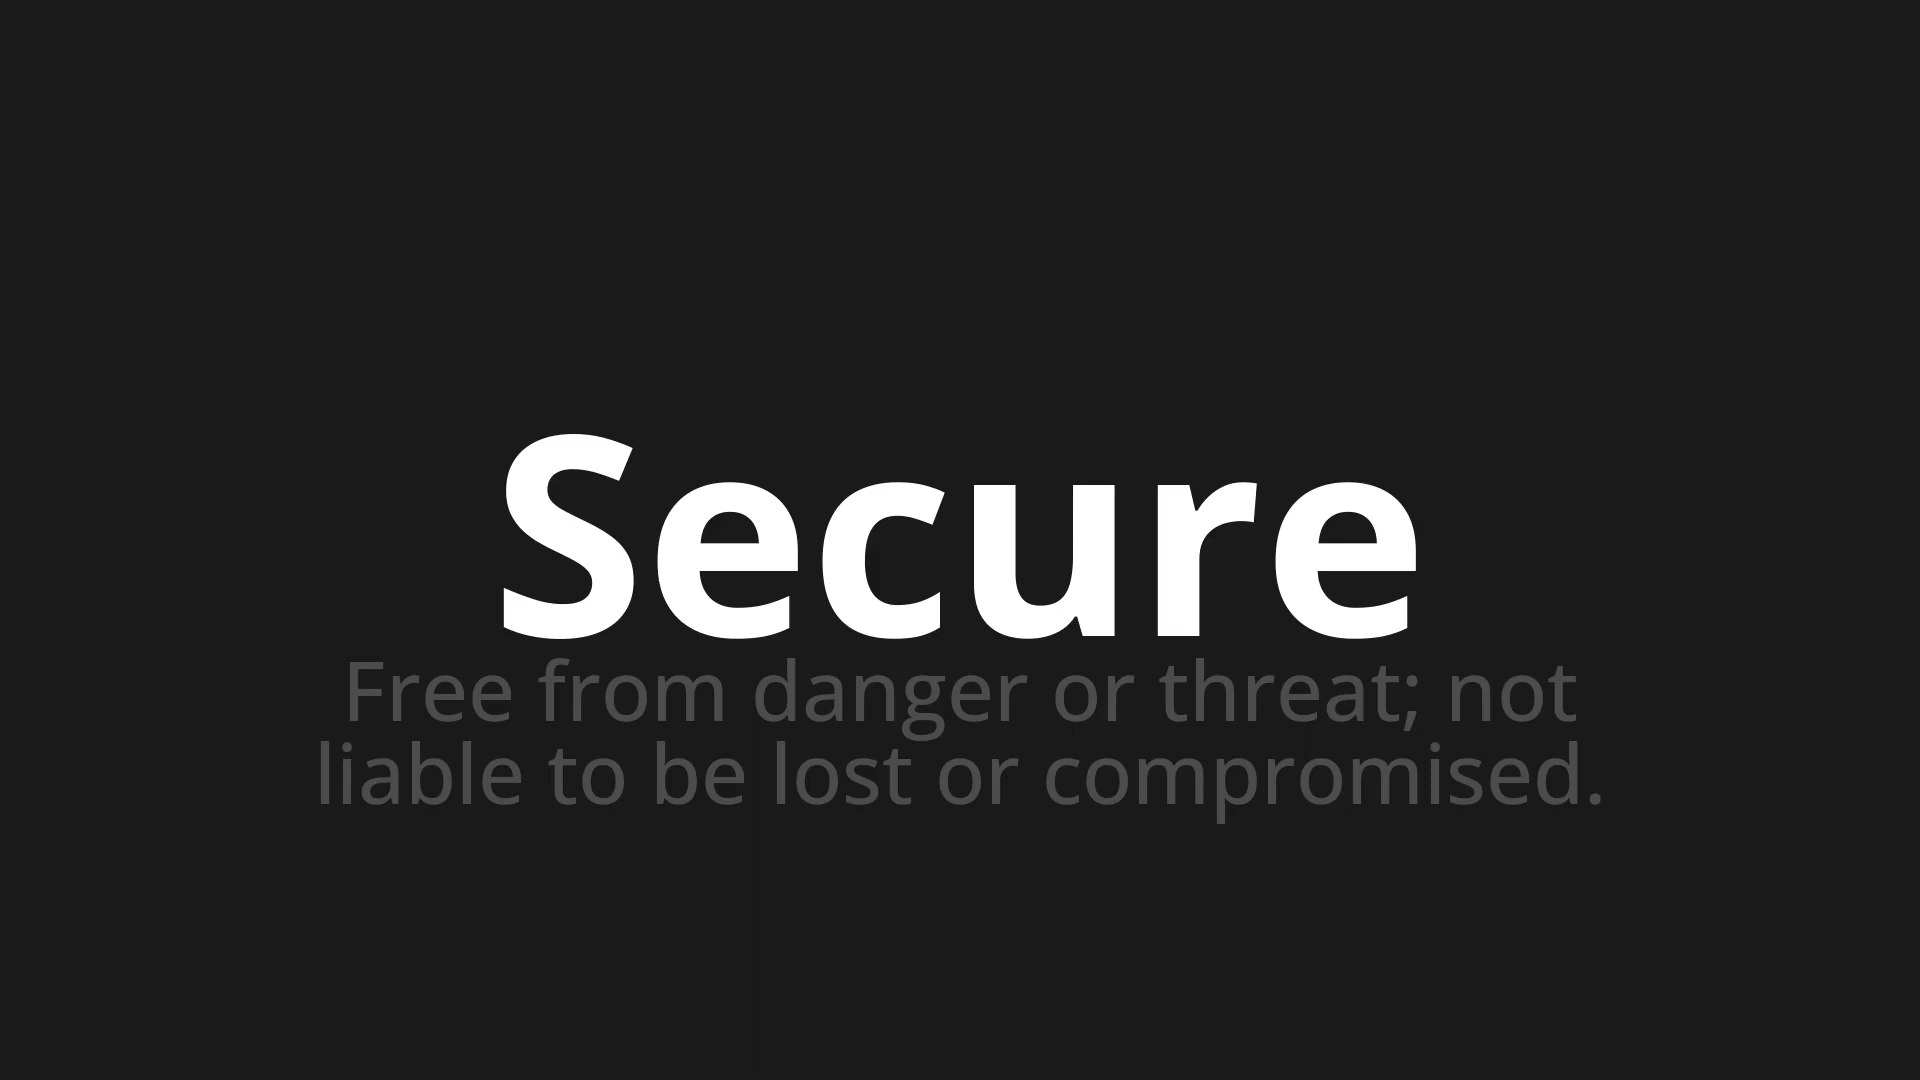 Secure
Free from danger or threat; not
liable to be lost or compromised.